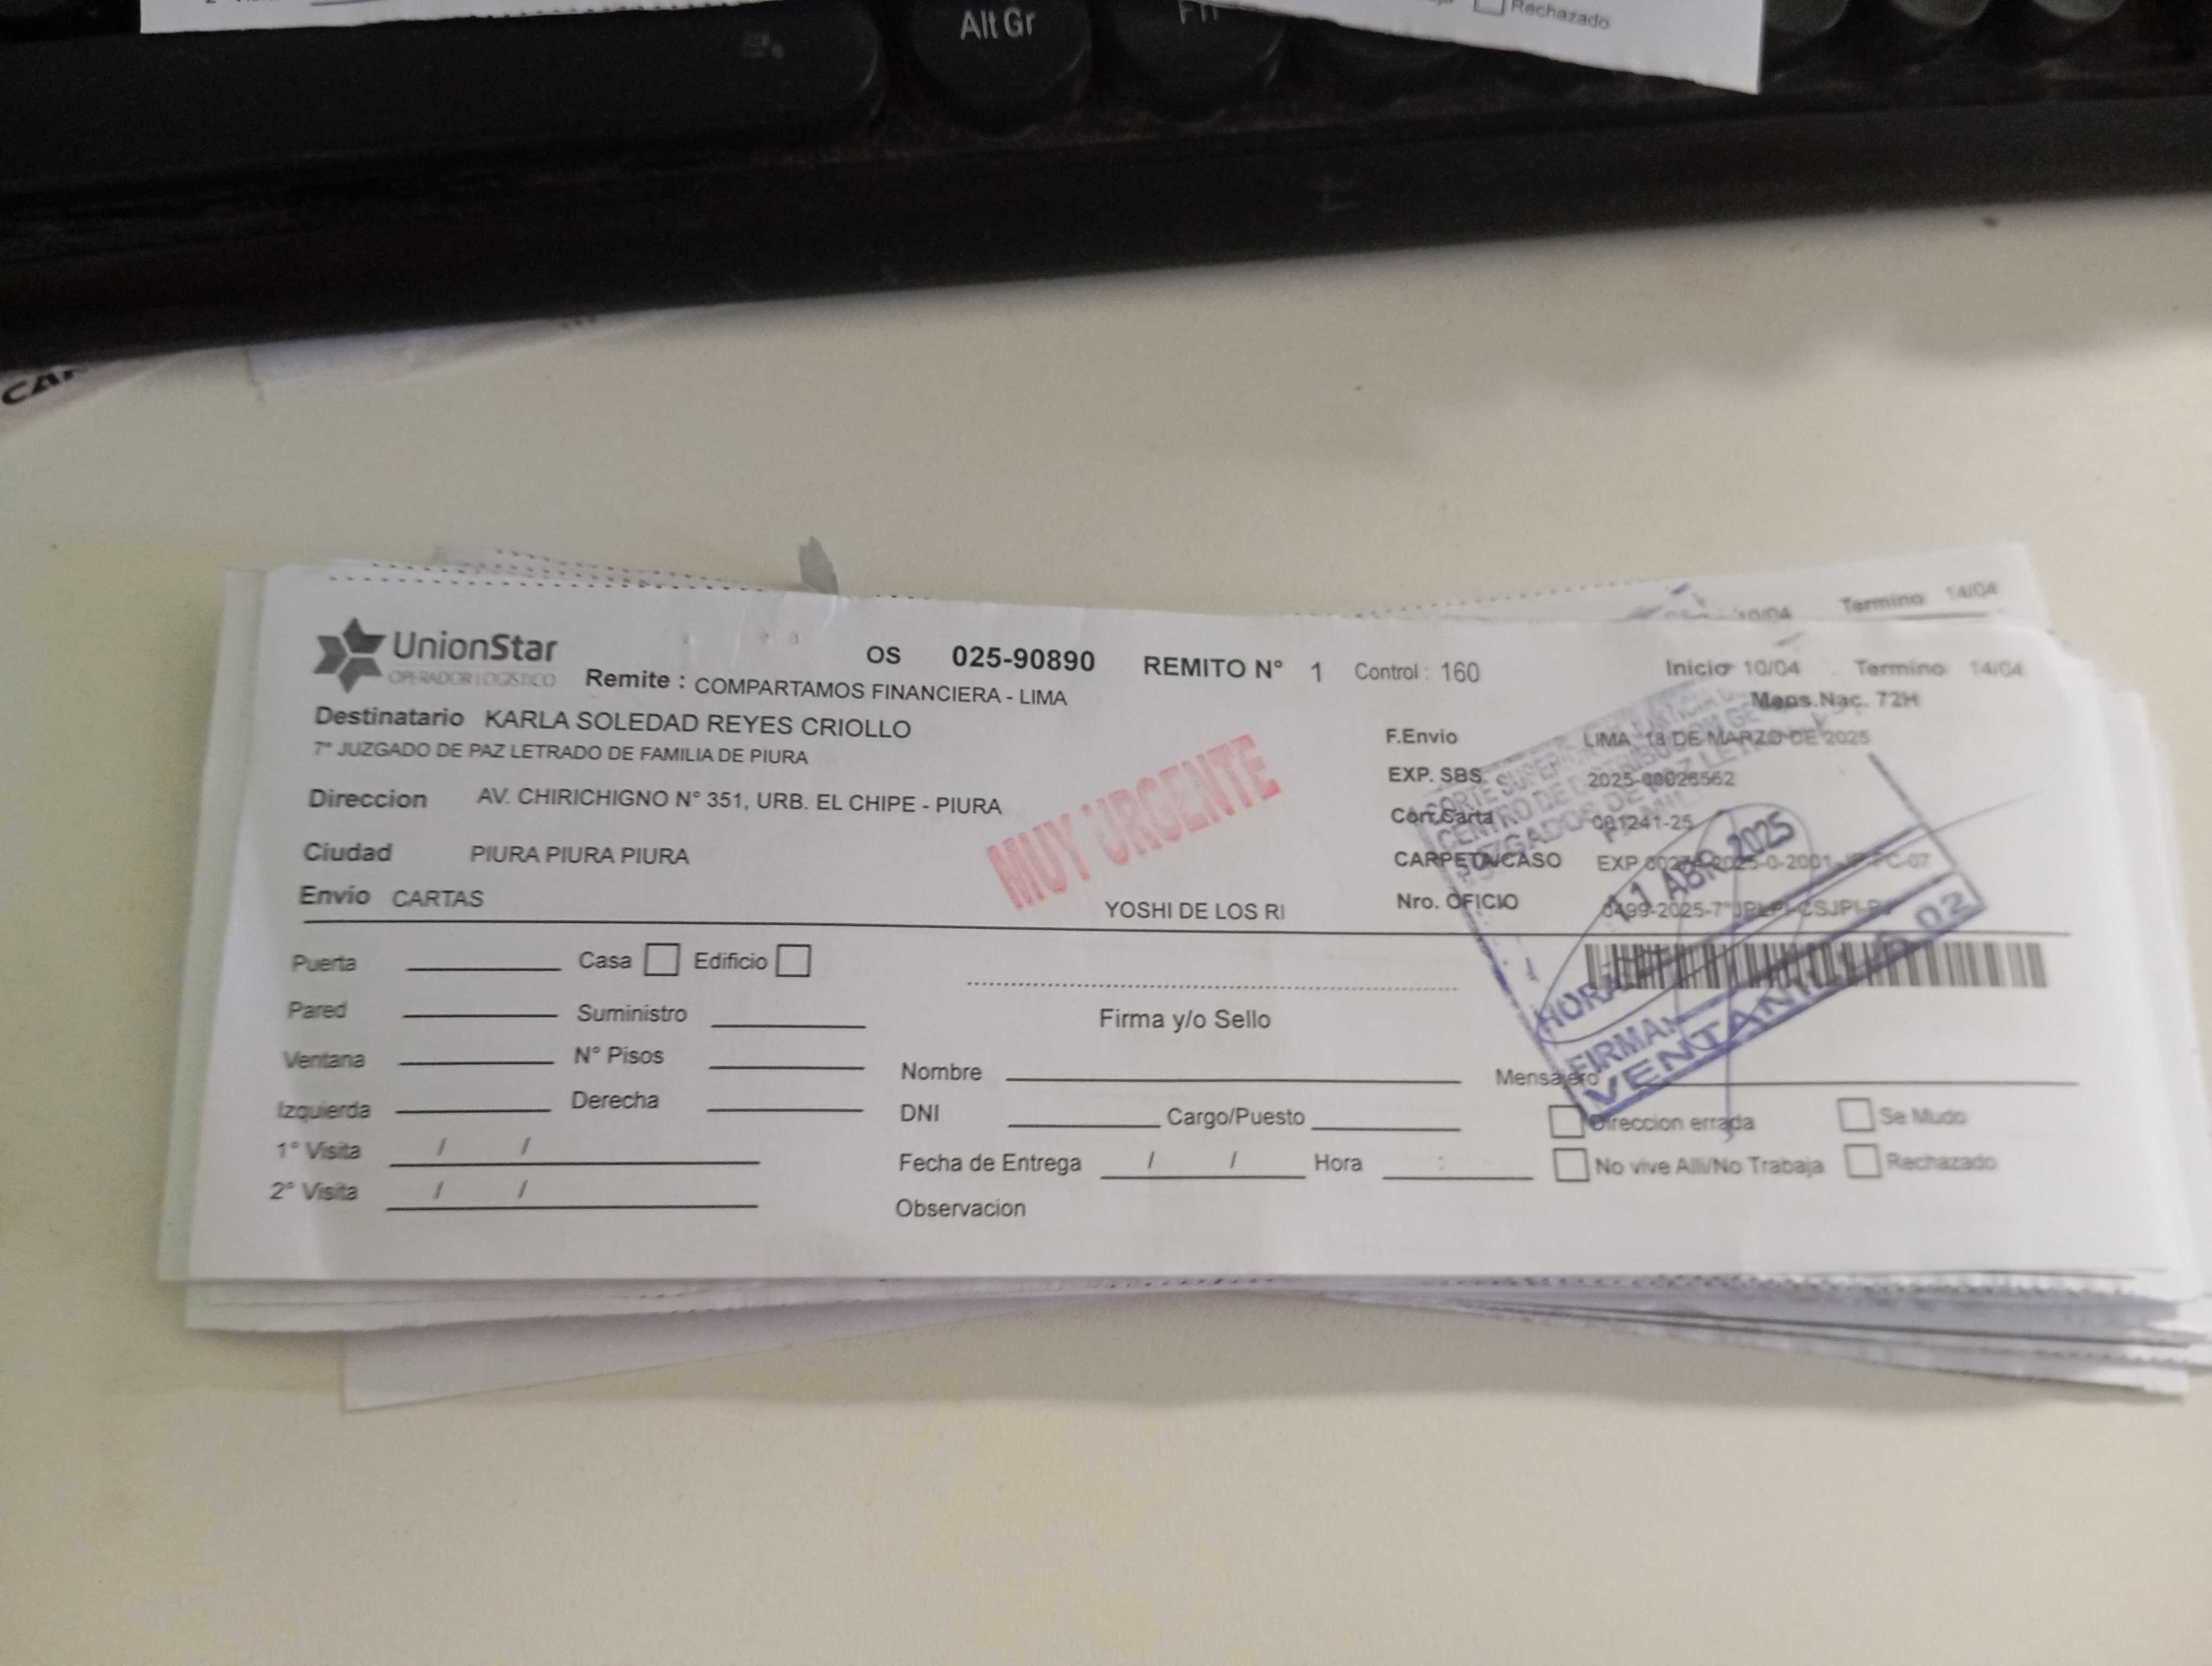 Rechazado
Alt Gr
Fn
Inicio 10/04 Termino 14/04
Mens.Nac. 72H
UnionStar
OPERADOR LOGISTICO
OS 025-90890 REMITO N° 1 Control : 160
Remite : COMPARTAMOS FINANCIERA - LIMA
Destinatario KARLA SOLEDAD REYES CRIOLLO
7° JUZGADO DE PAZ LETRADO DE FAMILIA DE PIURA
Direccion AV. CHIRICHIGNO N° 351, URB. EL CHIPE - PIURA
Ciudad PIURA PIURA PIURA
Envio CARTAS
MUY URGENTE
YOSHI DE LOS RI
F.Envio LIMA, 18 DE MARZO DE 2025
EXP. SBS. 2025-00026562
Corr.Carta 001241-25
CARPETA/CASO EXP
Nro. OFICIO
11 ABR 2025
HORA
FIRMA
VENTANILLA 02
Puerta Casa Edificio
Pared Suministro
Ventana N° Pisos
Izquierda Derecha
1° Visita / /
2° Visita / /
Firma y/o Sello
Nombre
DNI Cargo/Puesto
Fecha de Entrega / / Hora :
Observacion
Mensajero
Direccion errada Se Mudo
No vive Alli/No Trabaja Rechazado
Termino 14/04